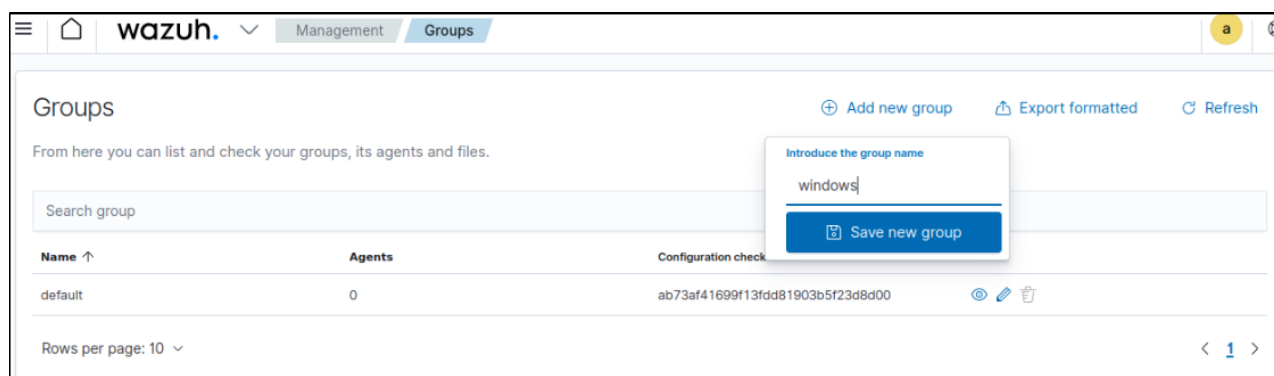 wazuh. Management Groups a
Groups Add new group Export formatted Refresh
From here you can list and check your groups, its agents and files.
Introduce the group name
windows
Search group
Save new group
Name Agents Configuration check
default 0 ab73af41699f13fdd81903b5f23d8d00
Rows per page: 10 1